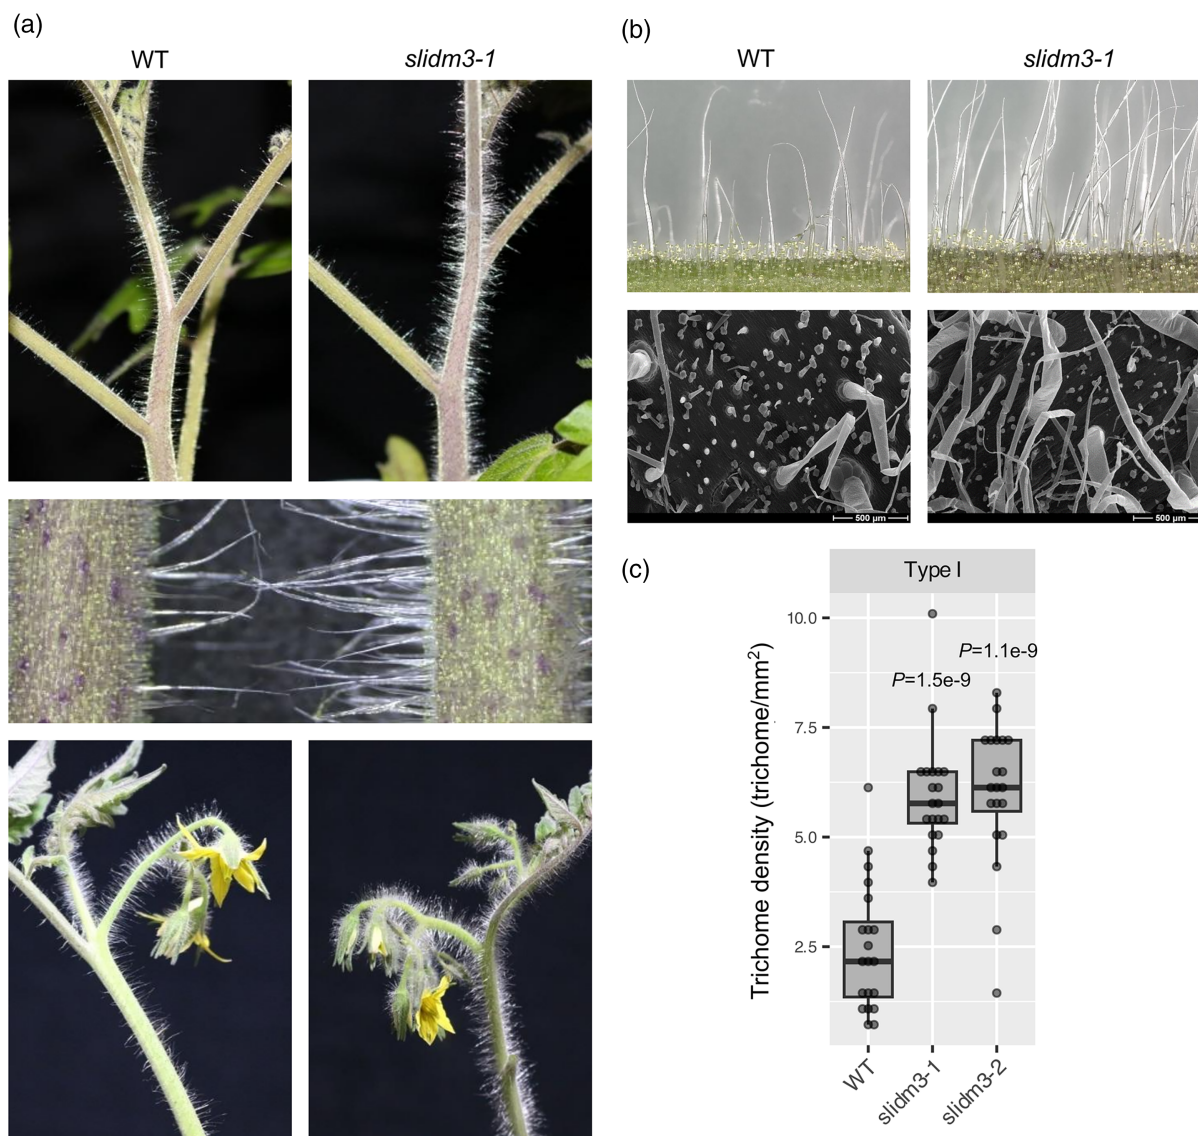 (a)
WT
slidm3-1
(b)
WT
slidm3-1
500 µm
500 µm
(c)
Type I
Trichome density (trichome/mm²)
10.0
7.5
5.0
2.5
P=1.5e-9
P=1.1e-9
WT
slidm3-1
slidm3-2